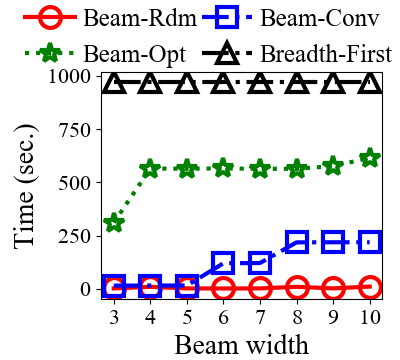 Beam-Rdm Beam-Conv
Beam-Opt Breadth-First
1000
750
500
250
0
Time (sec.)
3 4 5 6 7 8 9 10
Beam width